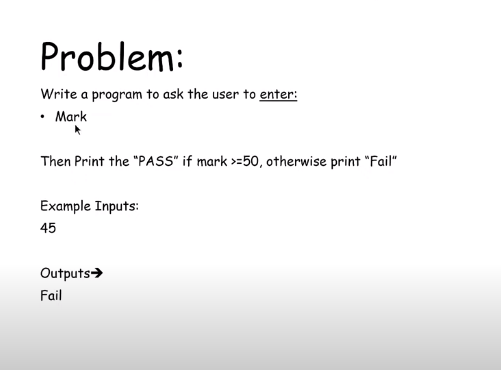 Problem:
Write a program to ask the user to enter:
• Mark
Then Print the “PASS” if mark >=50, otherwise print “Fail”
Example Inputs:
45
Outputs➔
Fail